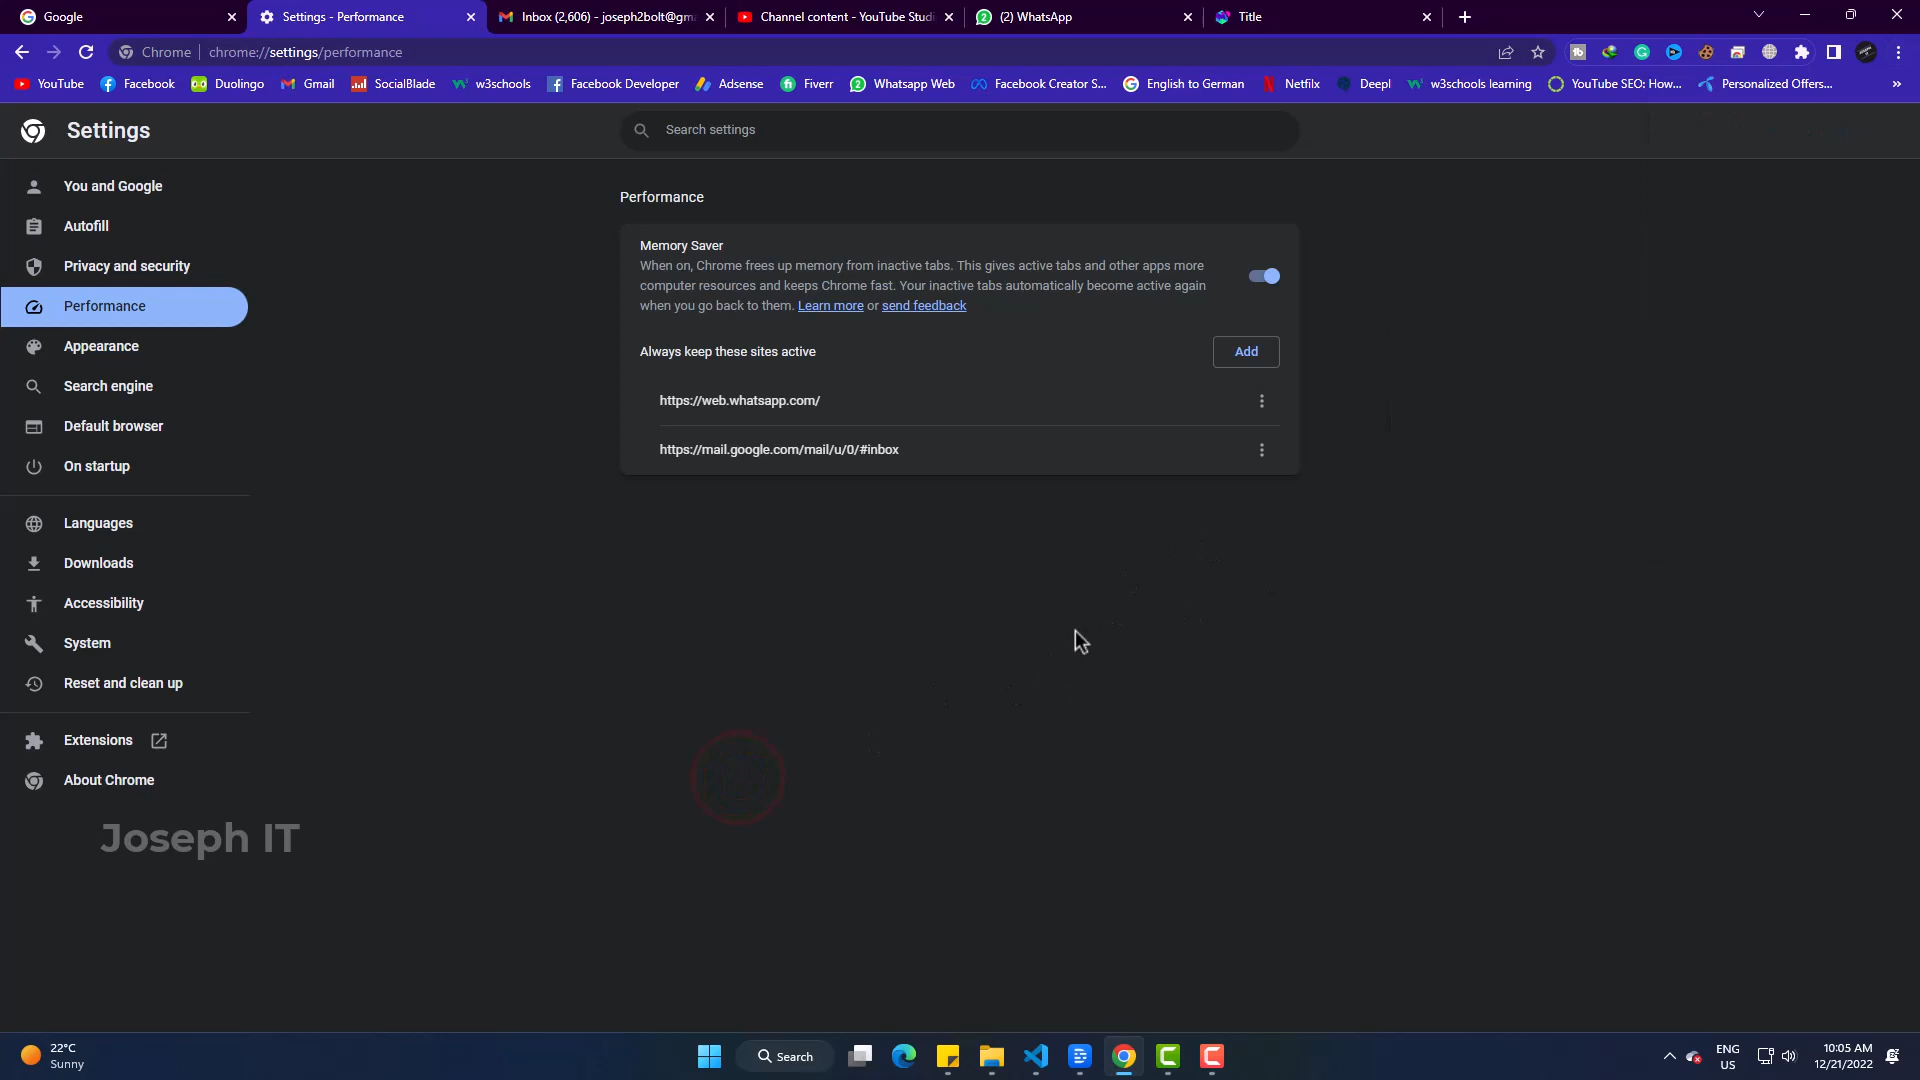 Google
Settings - Performance
Inbox (2,606) - joseph2bolt@gma
Channel content - YouTube Studi
(2) WhatsApp
Title
Chrome
chrome://settings/performance
YouTube
Facebook
Duolingo
Gmail
SocialBlade
w3schools
Facebook Developer
Adsense
Fiverr
Whatsapp Web
Facebook Creator S...
English to German
Netfilx
Deepl
w3schools learning
YouTube SEO: How...
Personalized Offers...
»
Settings
Search settings
You and Google
Autofill
Privacy and security
Performance
Appearance
Search engine
Default browser
On startup
Languages
Downloads
Accessibility
System
Reset and clean up
Extensions
About Chrome
Performance
Memory Saver
When on, Chrome frees up memory from inactive tabs. This gives active tabs and other apps more
computer resources and keeps Chrome fast. Your inactive tabs automatically become active again
when you go back to them. Learn more or send feedback
Always keep these sites active
Add
https://web.whatsapp.com/
https://mail.google.com/mail/u/0/#inbox
Joseph IT
22°C
Sunny
Search
ENG
US
10:05 AM
12/21/2022